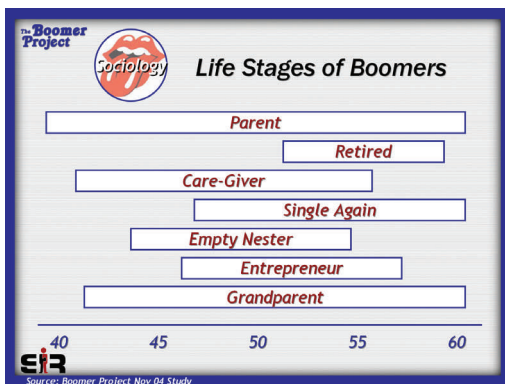 The Boomer
Project
Sociology
Life Stages of Boomers
Parent
Retired
Care-Giver
Single Again
Empty Nester
Entrepreneur
Grandparent
40 45 50 55 60
SIR
Source: Boomer Project Nov 04 Study